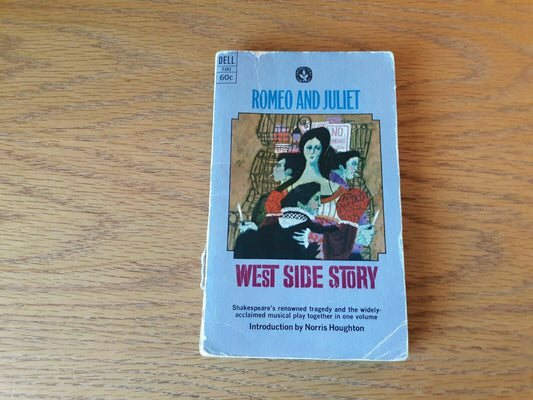 DELL
7483
60c
ROMEO AND JULIET
NO
WEST SIDE STORY
Shakespeare's renowned tragedy and the widely-
acclaimed musical play together in one volume
Introduction by Norris Houghton